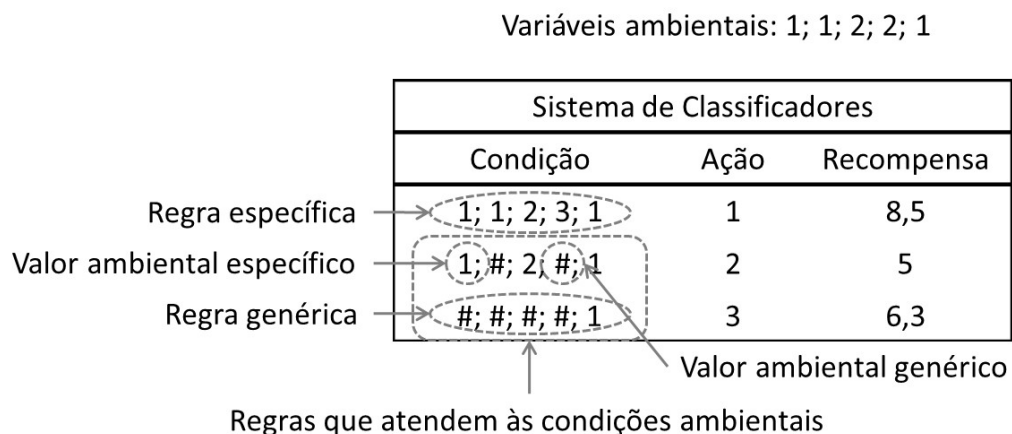 Variáveis ambientais: 1; 1; 2; 2; 1
Sistema de Classificadores
Condição Ação Recompensa
Regra específica 1; 1; 2; 3; 1 1 8,5
Valor ambiental específico 1; #; 2; #; 1 2 5
Regra genérica #; #; #; #; 1 3 6,3
Valor ambiental genérico
Regras que atendem às condições ambientais